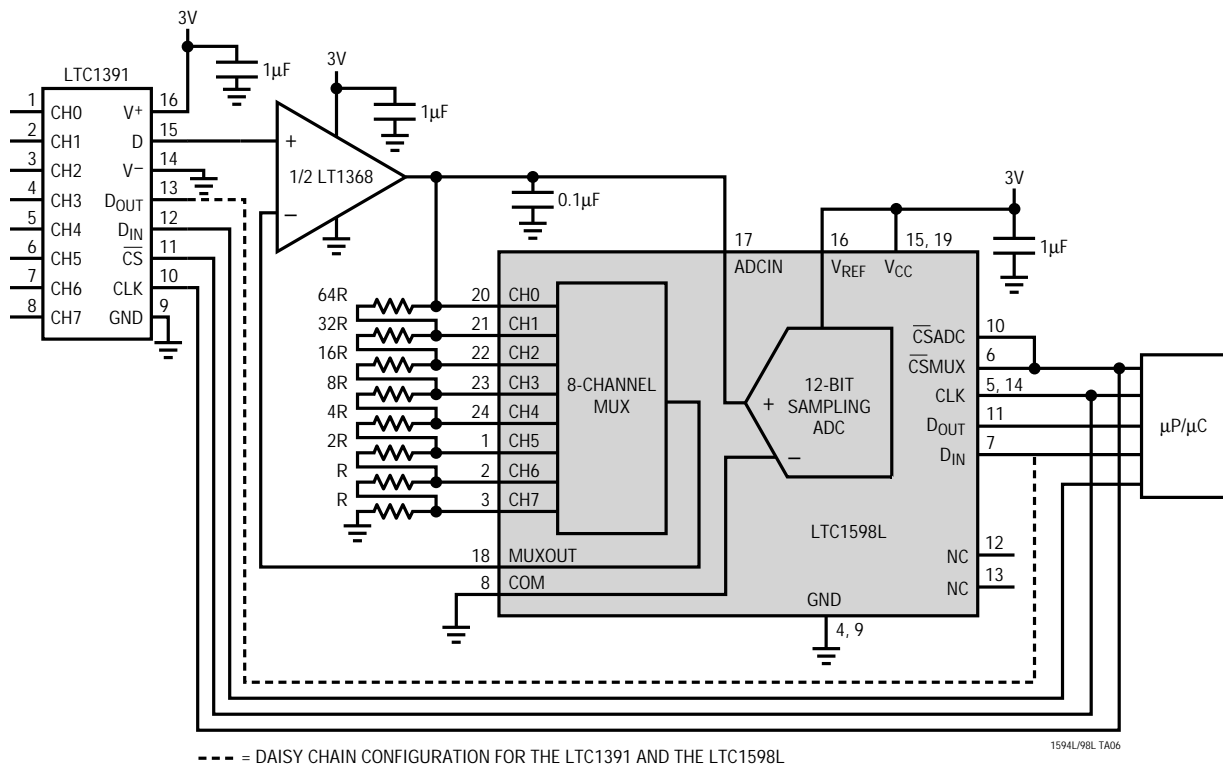 3V
1µF
LTC1391
1 CH0 V+ 16
2 CH1 D 15
3 CH2 V− 14
4 CH3 DOUT 13
5 CH4 DIN 12
6 CH5 CS 11
7 CH6 CLK 10
8 CH7 GND 9
3V
1µF
+
1/2 LT1368
−
0.1µF
3V
1µF
17 ADCIN
16 VREF
15, 19 VCC
64R 20 CH0
32R 21 CH1
16R 22 CH2
8R 23 CH3
4R 24 CH4
2R 1 CH5
R 2 CH6
R 3 CH7
8-CHANNEL
MUX
18 MUXOUT
8 COM
+
12-BIT
SAMPLING
ADC
−
LTC1598L
CSADC 10
CSMUX 6
CLK 5, 14
DOUT 11
DIN 7
NC 12
NC 13
GND
4, 9
µP/µC
1594L/98L TA06
= DAISY CHAIN CONFIGURATION FOR THE LTC1391 AND THE LTC1598L